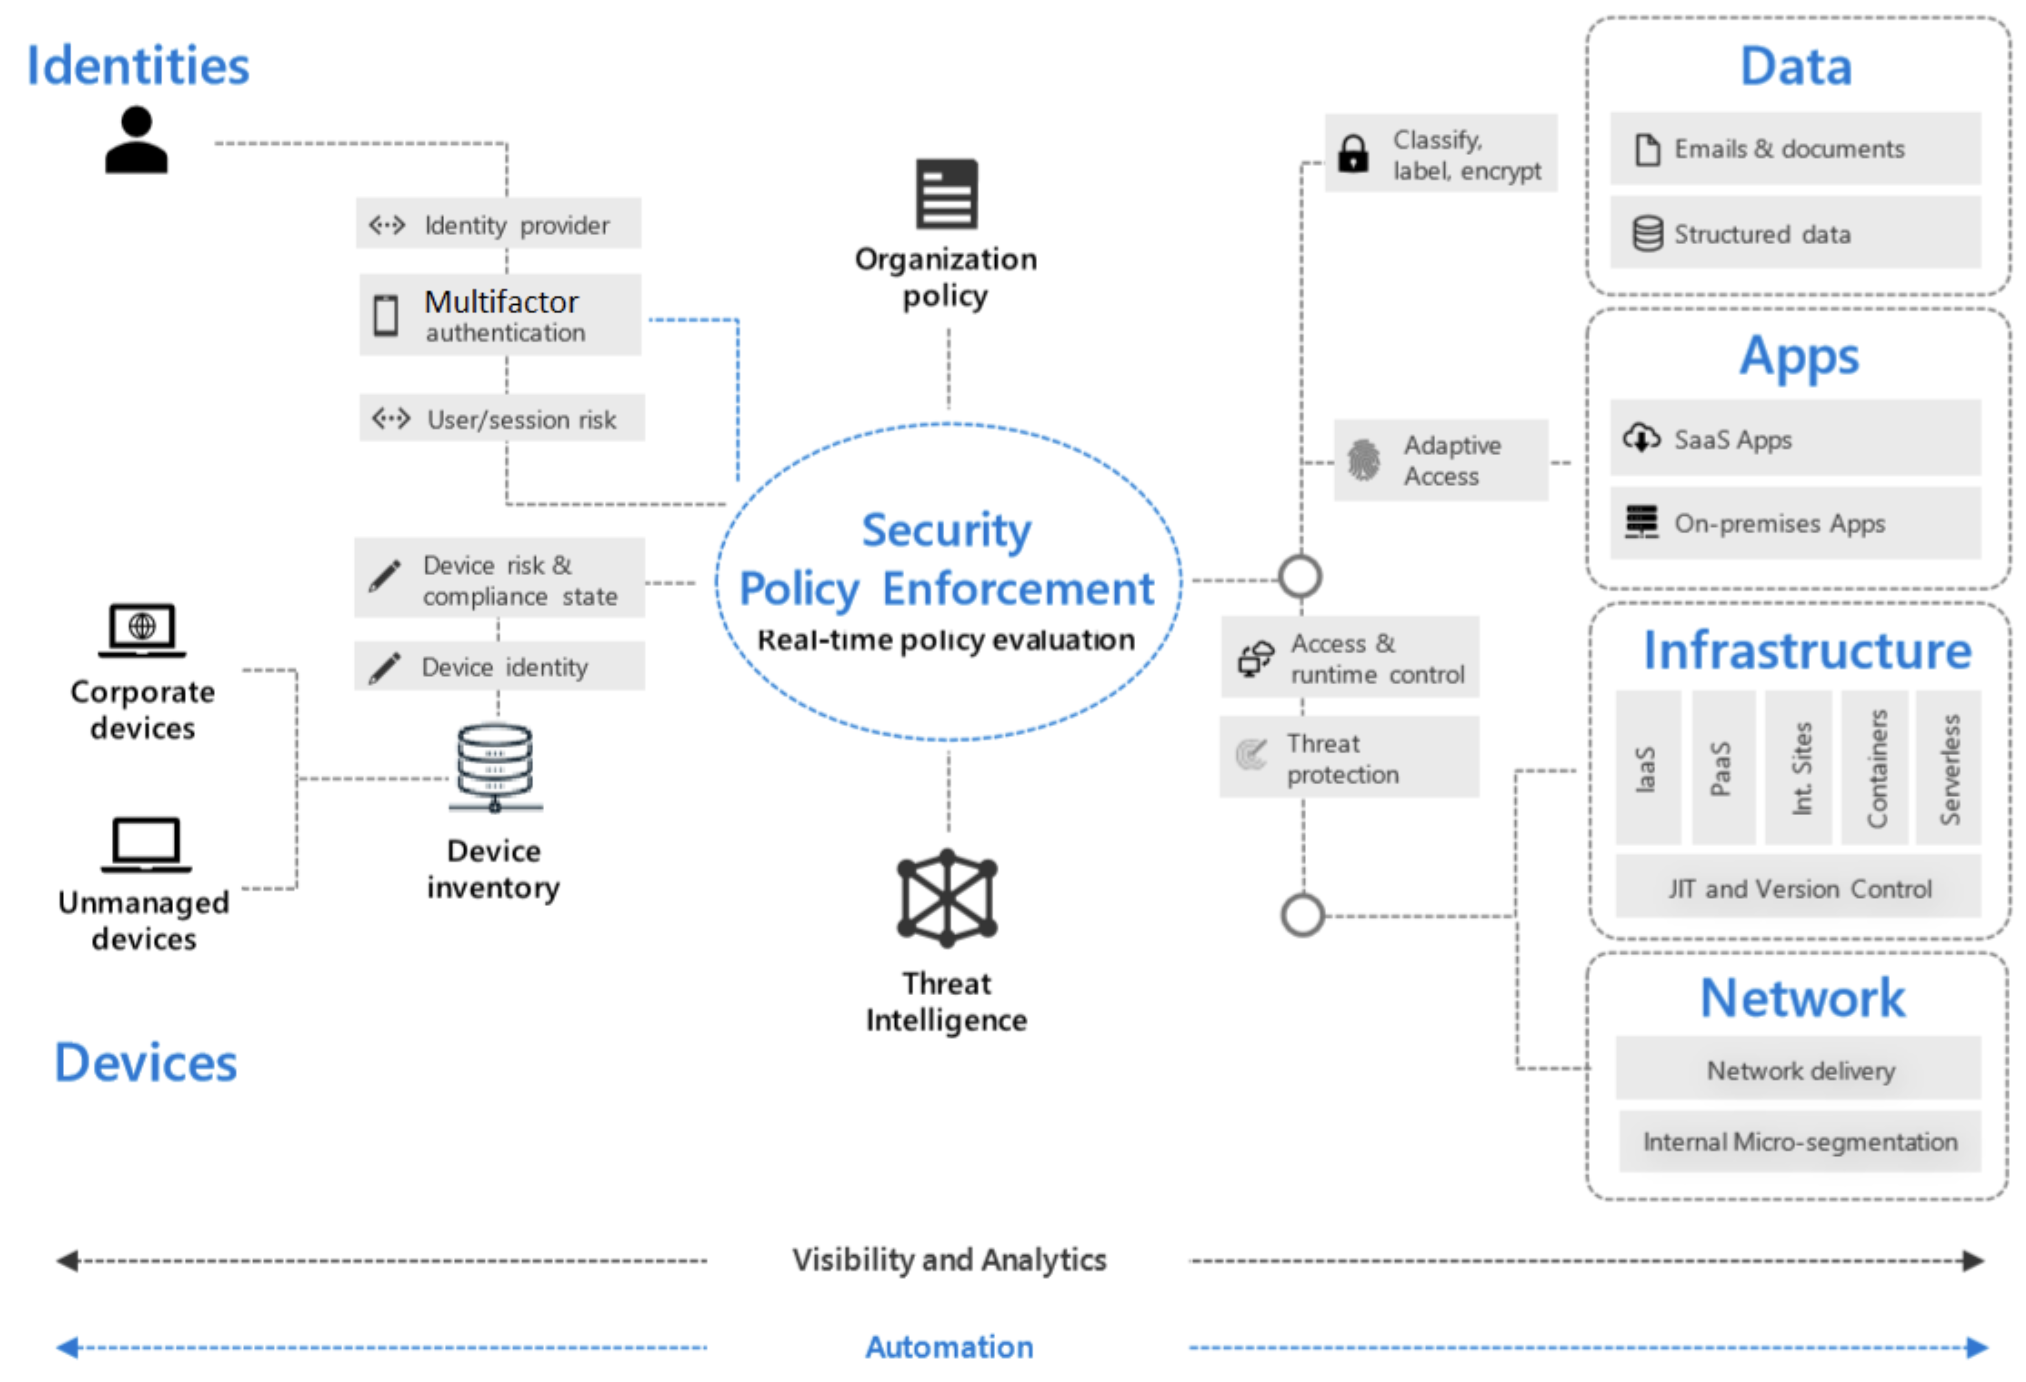 Identities
Identity provider
Multifactor
authentication
User/session risk
Device risk &
compliance state
Device identity
Corporate
devices
Unmanaged
devices
Device
inventory
Devices
Organization
policy
Security
Policy Enforcement
Real-time policy evaluation
Threat
Intelligence
Classify,
label, encrypt
Adaptive
Access
Access &
runtime control
Threat
protection
Data
Emails & documents
Structured data
Apps
SaaS Apps
On-premises Apps
Infrastructure
IaaS
PaaS
Int. Sites
Containers
Serverless
JIT and Version Control
Network
Network delivery
Internal Micro-segmentation
Visibility and Analytics
Automation